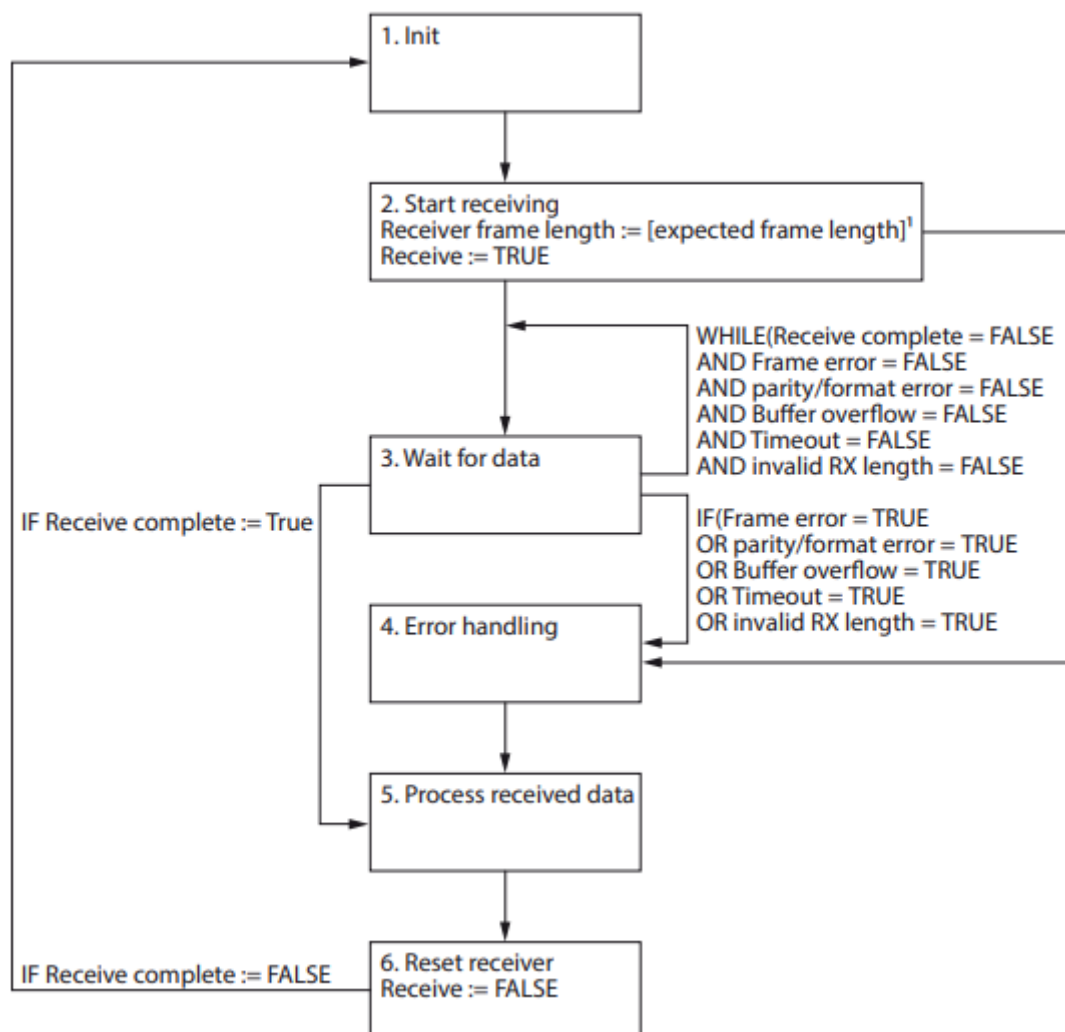 1. Init
2. Start receiving
Receiver frame length := [expected frame length]¹
Receive := TRUE
WHILE(Receive complete = FALSE
AND Frame error = FALSE
AND parity/format error = FALSE
AND Buffer overflow = FALSE
AND Timeout = FALSE
AND invalid RX length = FALSE
3. Wait for data
IF Receive complete := True
IF(Frame error = TRUE
OR parity/format error = TRUE
OR Buffer overflow = TRUE
OR Timeout = TRUE
OR invalid RX length = TRUE
4. Error handling
5. Process received data
6. Reset receiver
Receive := FALSE
IF Receive complete := FALSE